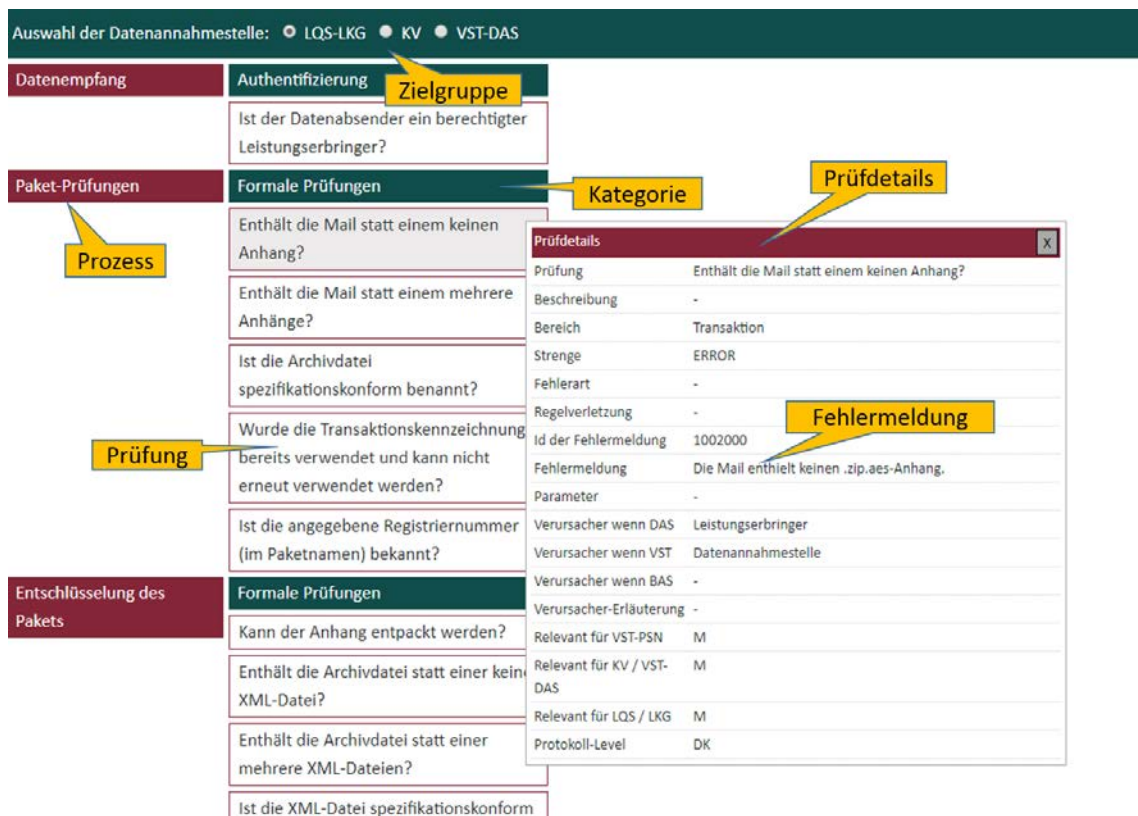 Auswahl der Datenannahmestelle: LQS-LKG KV VST-DAS
Zielgruppe
Datenempfang
Authentifizierung
Ist der Datenabsender ein berechtigter
Leistungserbringer?
Paket-Prüfungen
Prozess
Formale Prüfungen
Kategorie
Enthält die Mail statt einem keinen
Anhang?
Enthält die Mail statt einem mehrere
Anhänge?
Ist die Archivdatei
spezifikationskonform benannt?
Prüfung
Wurde die Transaktionskennzeichnung
bereits verwendet und kann nicht
erneut verwendet werden?
Ist die angegebene Registriernummer
(im Paketnamen) bekannt?
Entschlüsselung des
Pakets
Formale Prüfungen
Kann der Anhang entpackt werden?
Enthält die Archivdatei statt einer keine
XML-Datei?
Enthält die Archivdatei statt einer
mehrere XML-Dateien?
Ist die XML-Datei spezifikationskonform
Prüfdetails
Prüfdetails X
Prüfung Enthält die Mail statt einem keinen Anhang?
Beschreibung -
Bereich Transaktion
Strenge ERROR
Fehlerart -
Regelverletzung -
Fehlermeldung
Id der Fehlermeldung 1002000
Fehlermeldung Die Mail enthielt keinen .zip.aes-Anhang.
Parameter -
Verursacher wenn DAS Leistungserbringer
Verursacher wenn VST Datenannahmestelle
Verursacher wenn BAS -
Verursacher-Erläuterung -
Relevant für VST-PSN M
Relevant für KV / VST-
DAS M
Relevant für LQS / LKG M
Protokoll-Level DK